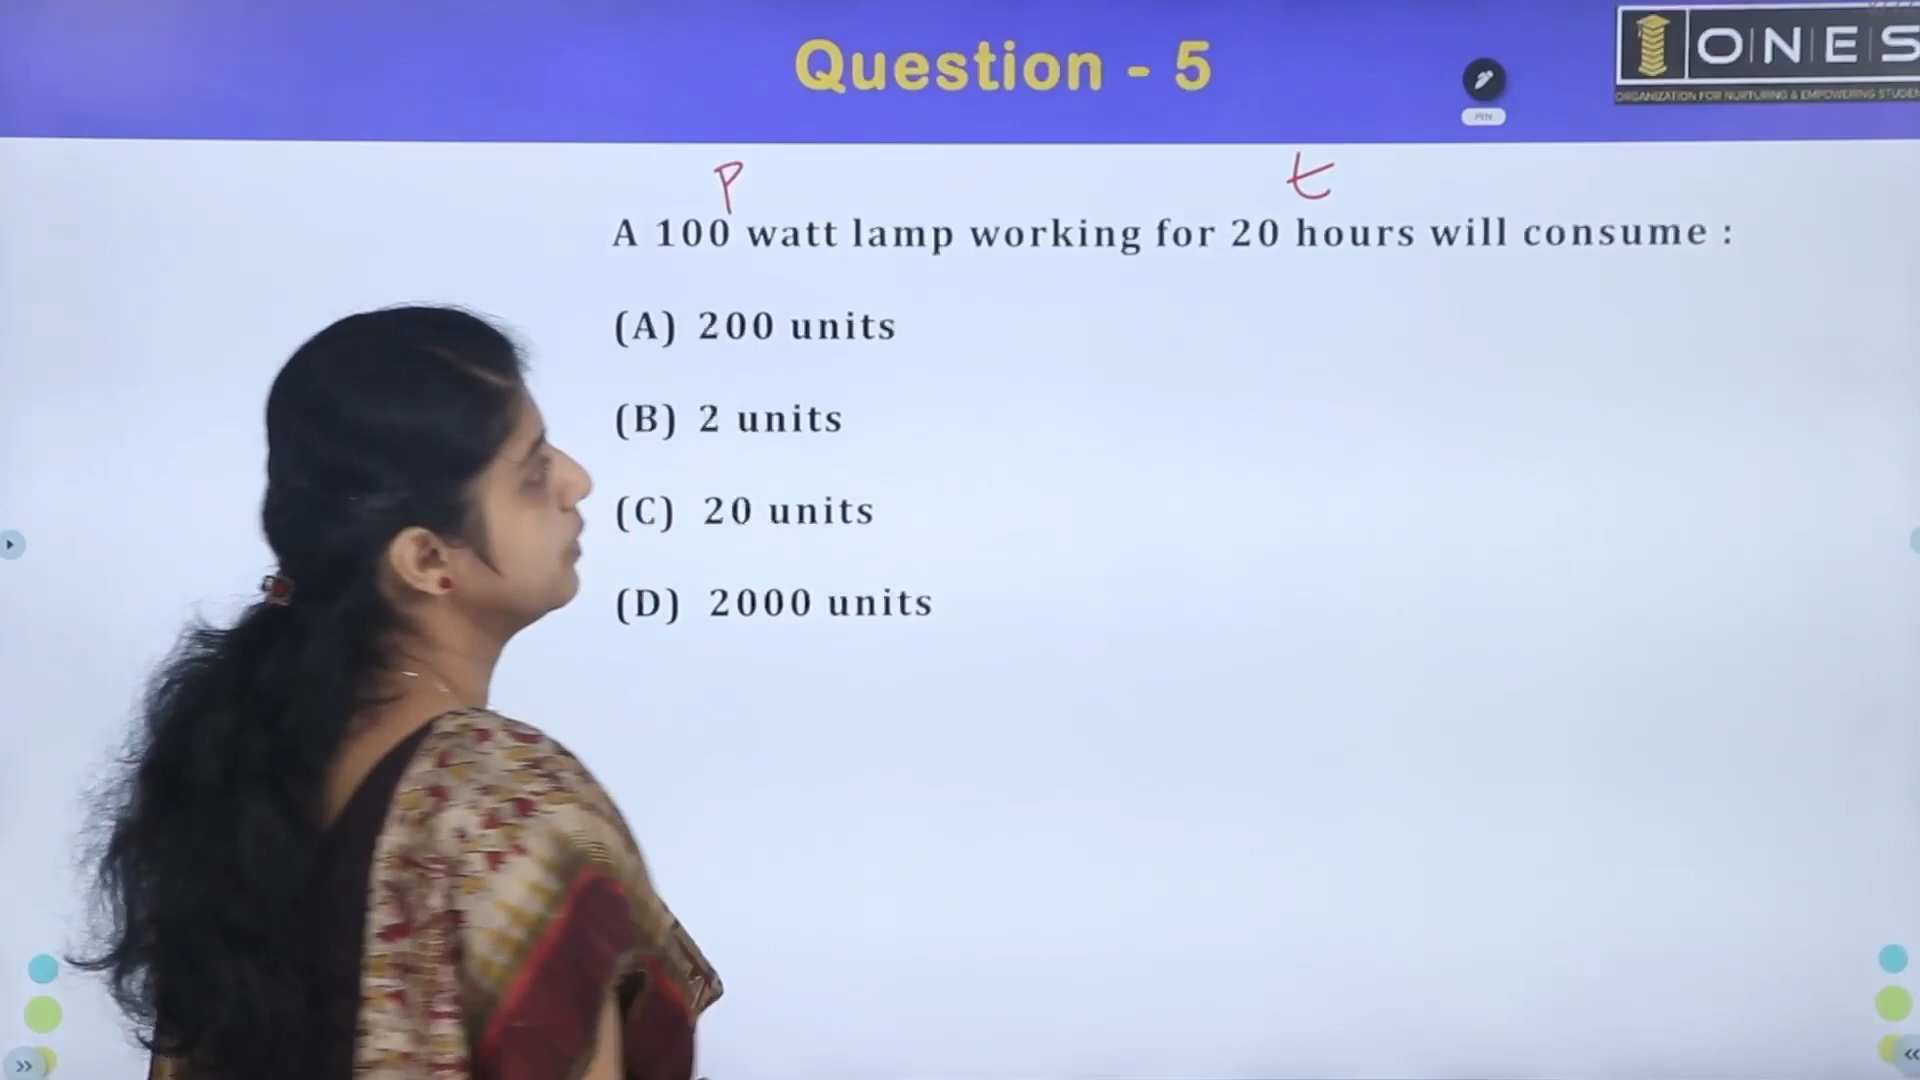 Question - 5
ONES
ORGANIZATION FOR NURTURING & EMPOWERING STUDEN
PEN
P
t
A 100 watt lamp working for 20 hours will consume :
(A) 200 units
(B) 2 units
(C) 20 units
(D) 2000 units